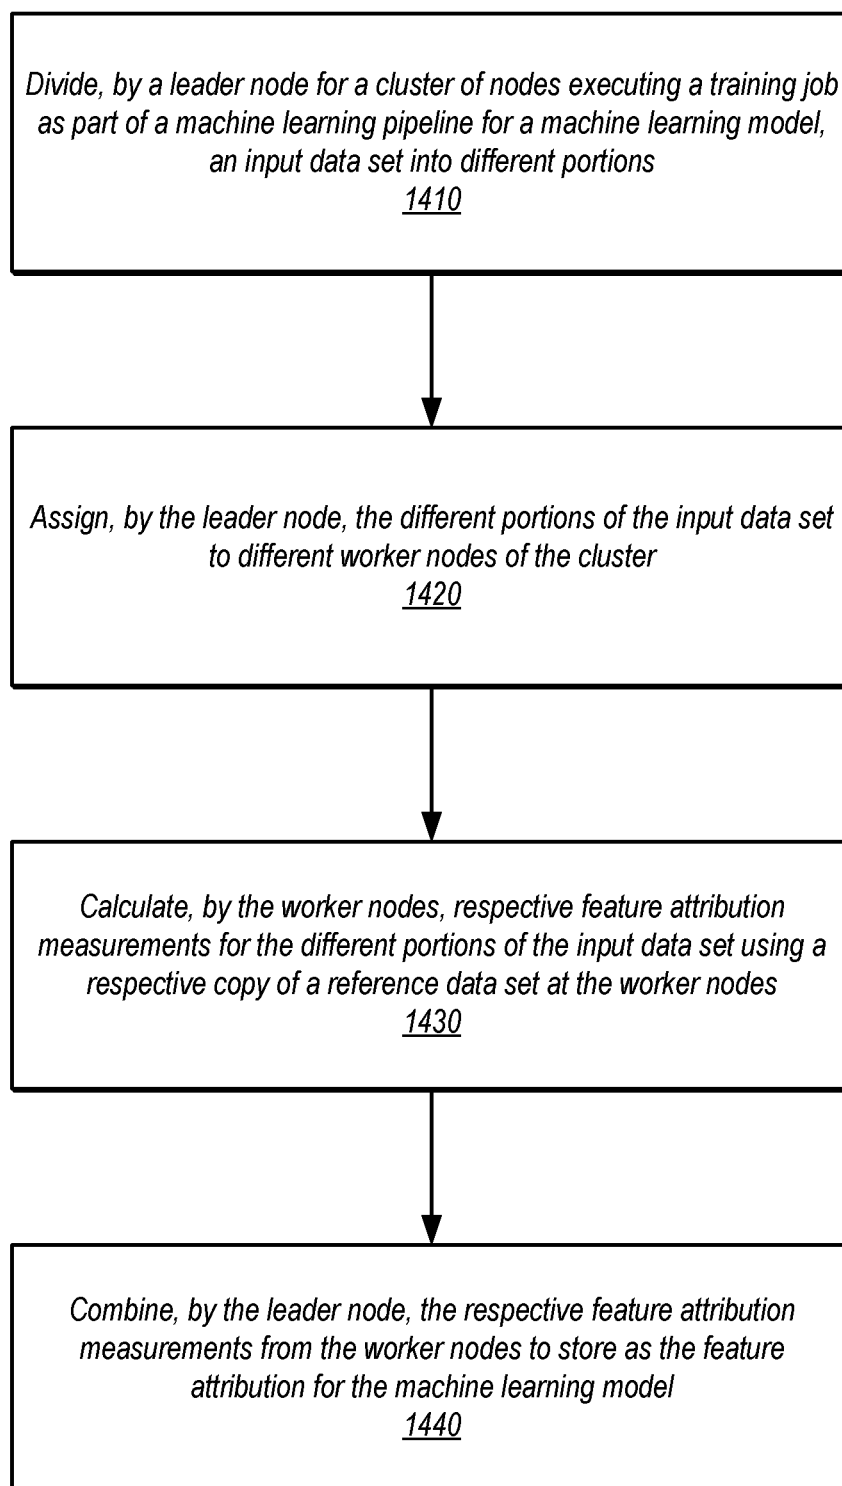 Divide, by a leader node for a cluster of nodes executing a training job
as part of a machine learning pipeline for a machine learning model,
an input data set into different portions
1410
Assign, by the leader node, the different portions of the input data set
to different worker nodes of the cluster
1420
Calculate, by the worker nodes, respective feature attribution
measurements for the different portions of the input data set using a
respective copy of a reference data set at the worker nodes
1430
Combine, by the leader node, the respective feature attribution
measurements from the worker nodes to store as the feature
attribution for the machine learning model
1440